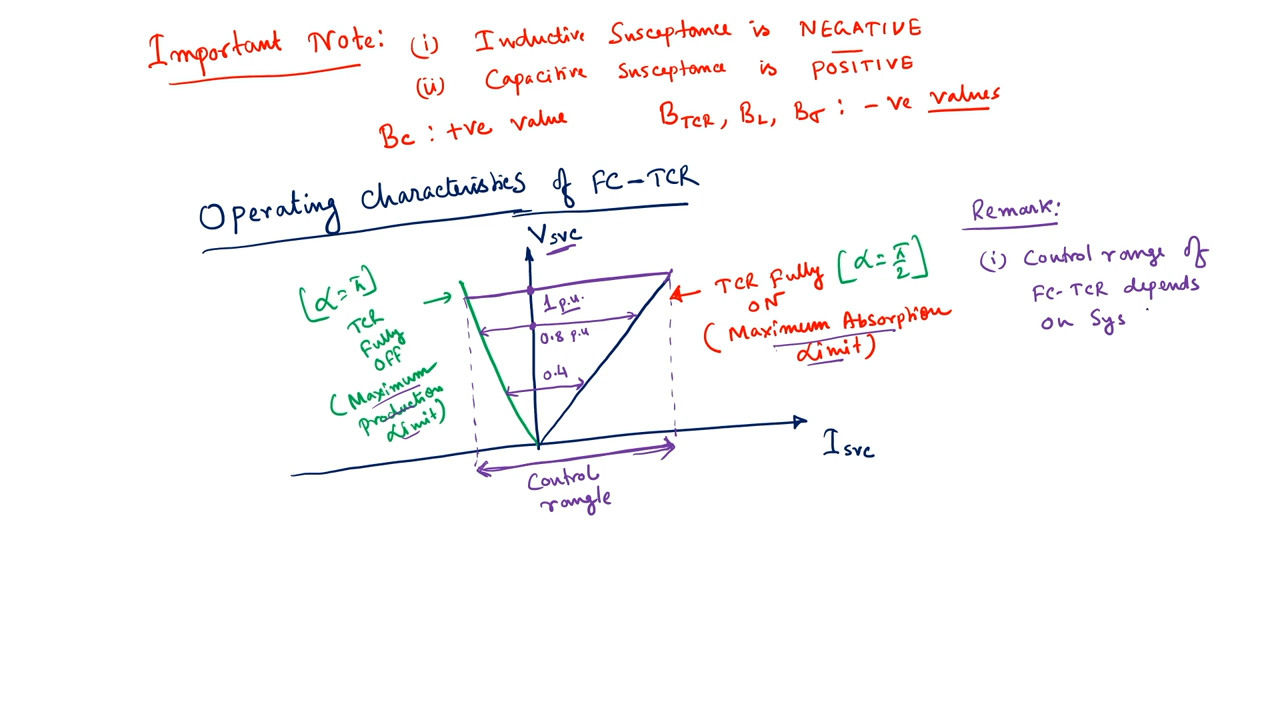 Important Note: (i) Inductive Susceptance is NEGATIVE
(ii) Capacitive Susceptance is POSITIVE
Bc : +ve value BTCR, BL, Bσ : -ve values
Operating Characteristics of FC-TCR
Vsvc
[α=π]
TCR
Fully
OFF
(Maximum
production
Limit)
1 p.u.
0.8 p.u
0.4
TCR Fully [α=π/2]
ON
(Maximum Absorption
Limit)
Isvc
Control
rangle
Remark:
(i) Control range of
FC-TCR depends
on Sys